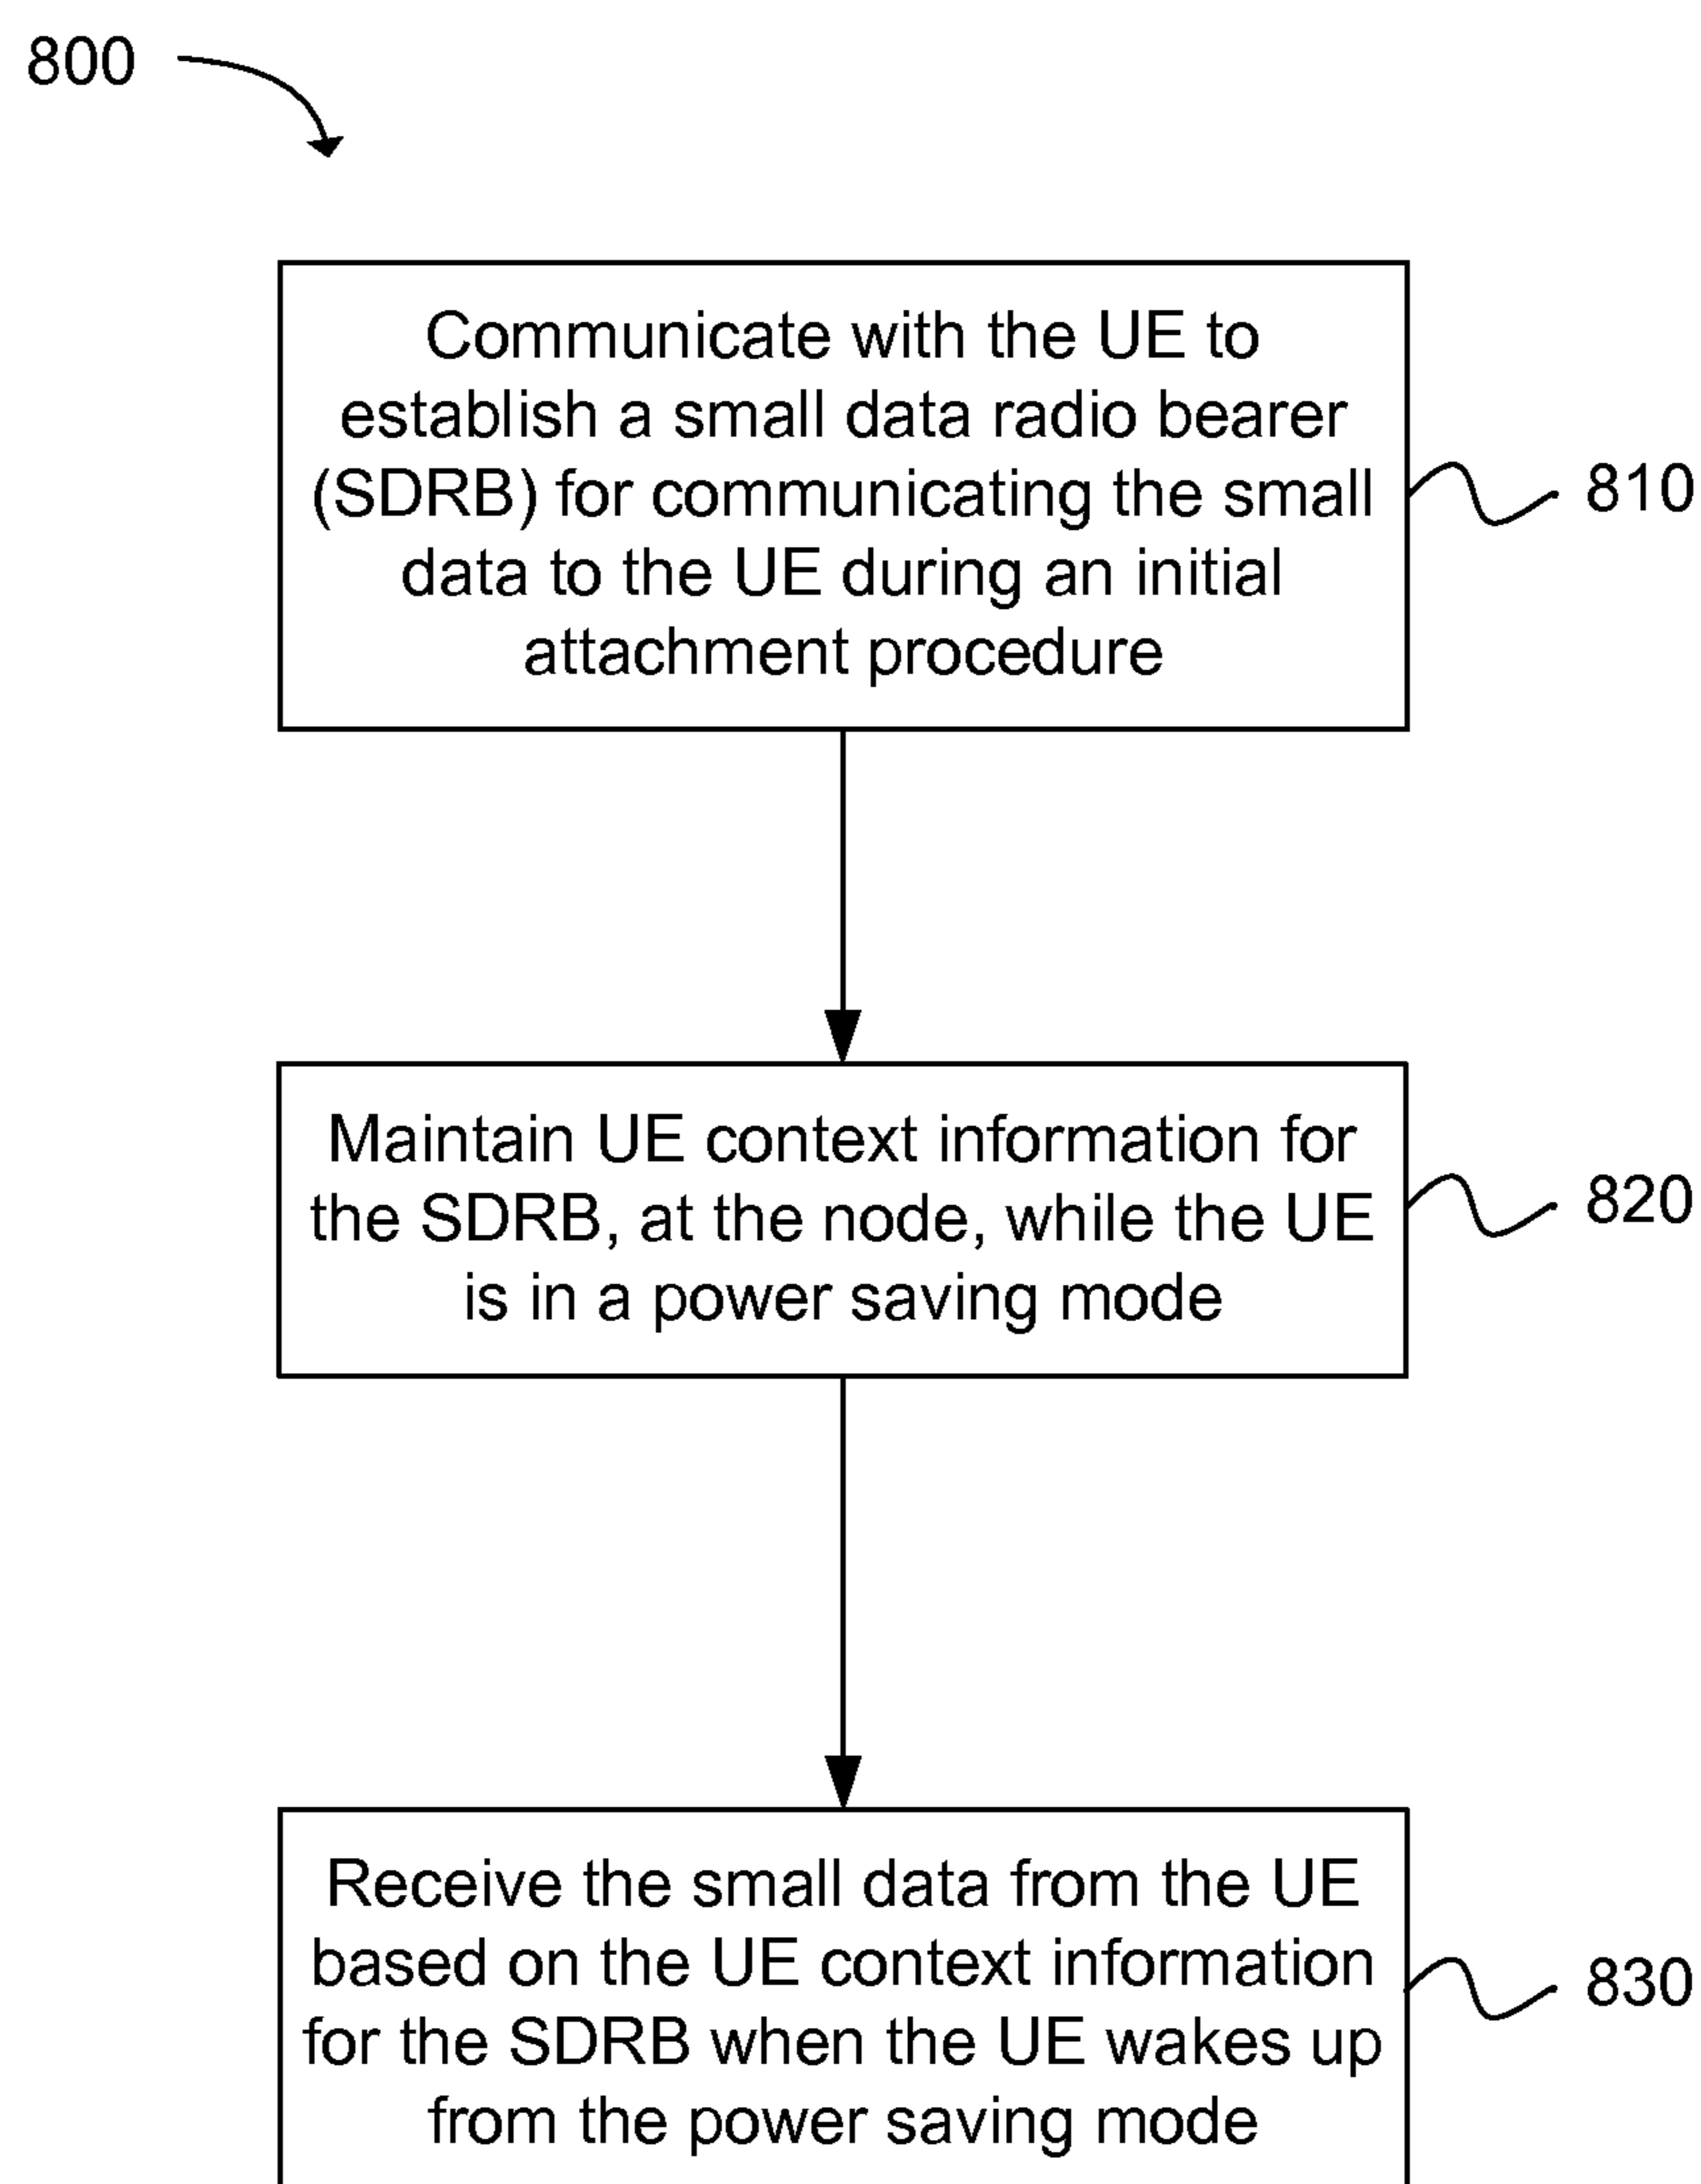 800
Communicate with the UE to
establish a small data radio bearer
(SDRB) for communicating the small
data to the UE during an initial
attachment procedure
810
Maintain UE context information for
the SDRB, at the node, while the UE
is in a power saving mode
820
Receive the small data from the UE
based on the UE context information
for the SDRB when the UE wakes up
from the power saving mode
830